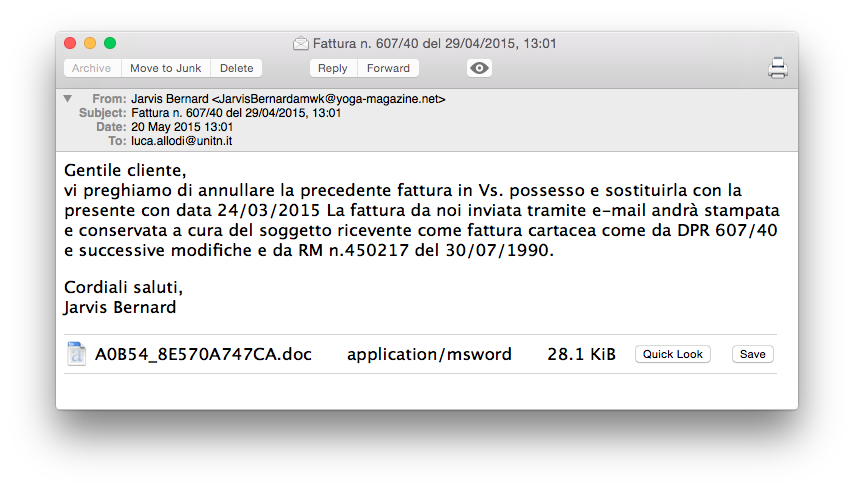 Fattura n. 607/40 del 29/04/2015, 13:01
Archive Move to Junk Delete Reply Forward
From: Jarvis Bernard <JarvisBernardamwk@yoga-magazine.net>
Subject: Fattura n. 607/40 del 29/04/2015, 13:01
Date: 20 May 2015 13:01
To: luca.allodi@unitn.it
Gentile cliente,
vi preghiamo di annullare la precedente fattura in Vs. possesso e sostituirla con la
presente con data 24/03/2015 La fattura da noi inviata tramite e-mail andrà stampata
e conservata a cura del soggetto ricevente come fattura cartacea come da DPR 607/40
e successive modifiche e da RM n.450217 del 30/07/1990.
Cordiali saluti,
Jarvis Bernard
A0B54_8E570A747CA.doc application/msword 28.1 KiB Quick Look Save